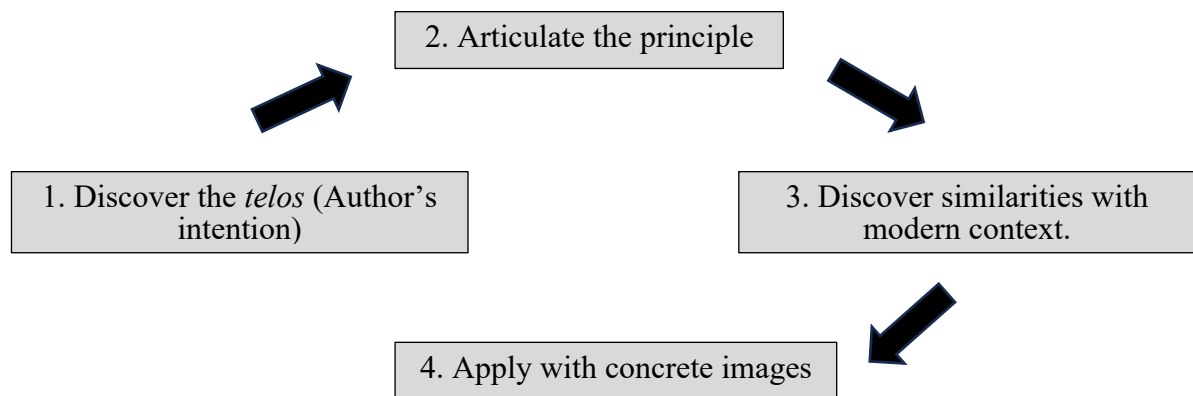 2. Articulate the principle
1. Discover the telos (Author’s
intention)
3. Discover similarities with
modern context.
4. Apply with concrete images